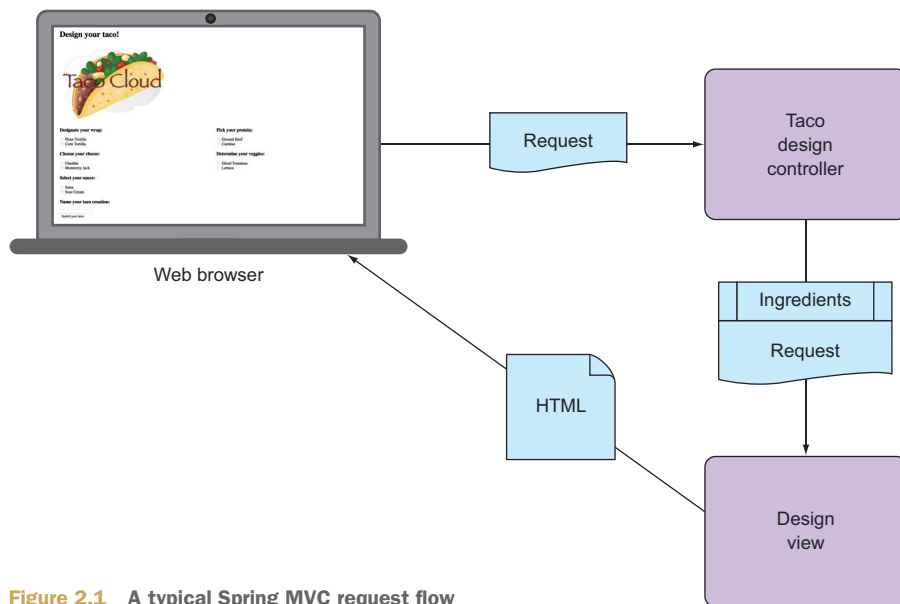 Design your taco!
Taco Cloud
Designate your wrap:
Flour Tortilla
Corn Tortilla
Pick your protein:
Ground Beef
Carnitas
Choose your cheese:
Cheddar
Monterrey Jack
Determine your veggies:
Diced Tomatoes
Lettuce
Select your sauce:
Salsa
Sour Cream
Name your taco creation:
Submit your taco
Web browser
Request
Taco
design
controller
Ingredients
Request
HTML
Design
view
Figure 2.1 A typical Spring MVC request flow